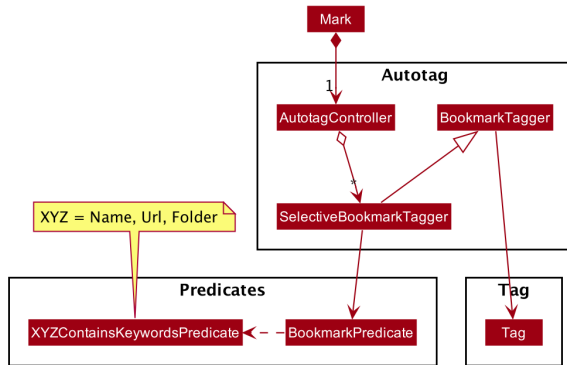 Mark
Autotag
1
AutotagController
BookmarkTagger
*
SelectiveBookmarkTagger
XYZ = Name, Url, Folder
Predicates
Tag
XYZContainsKeywordsPredicate
BookmarkPredicate
Tag